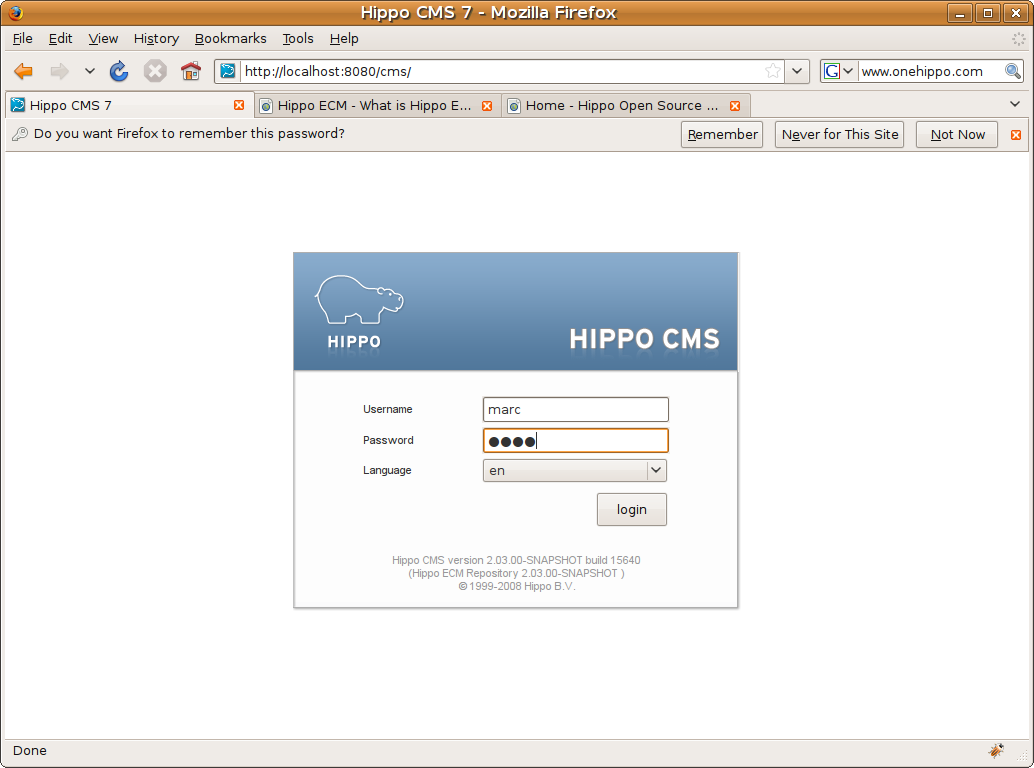 Hippo CMS 7 - Mozilla Firefox
File Edit View History Bookmarks Tools Help
http://localhost:8080/cms/ G www.onehippo.com
Hippo CMS 7 Hippo ECM - What is Hippo E... Home - Hippo Open Source ...
Do you want Firefox to remember this password? Remember Never for This Site Not Now
HIPPO
HIPPO CMS
Username marc
Password ●●●●
Language en
login
Hippo CMS version 2.03.00-SNAPSHOT build 15640
(Hippo ECM Repository 2.03.00-SNAPSHOT )
© 1999-2008 Hippo B.V.
Done